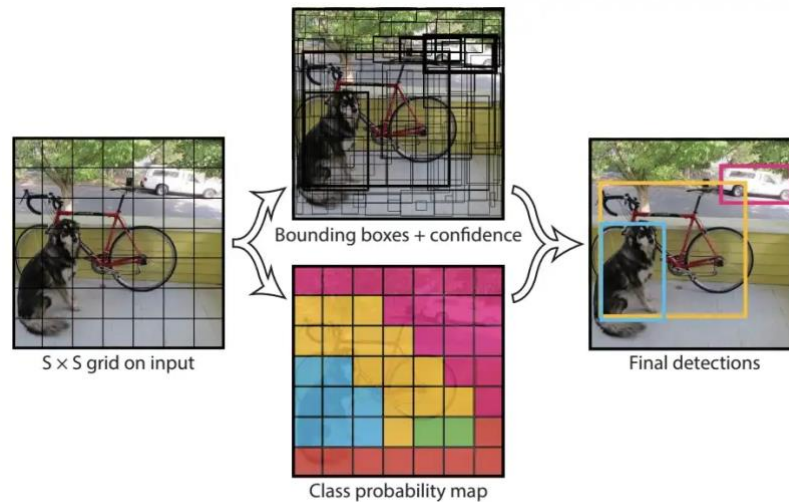 S × S grid on input
Bounding boxes + confidence
Class probability map
Final detections